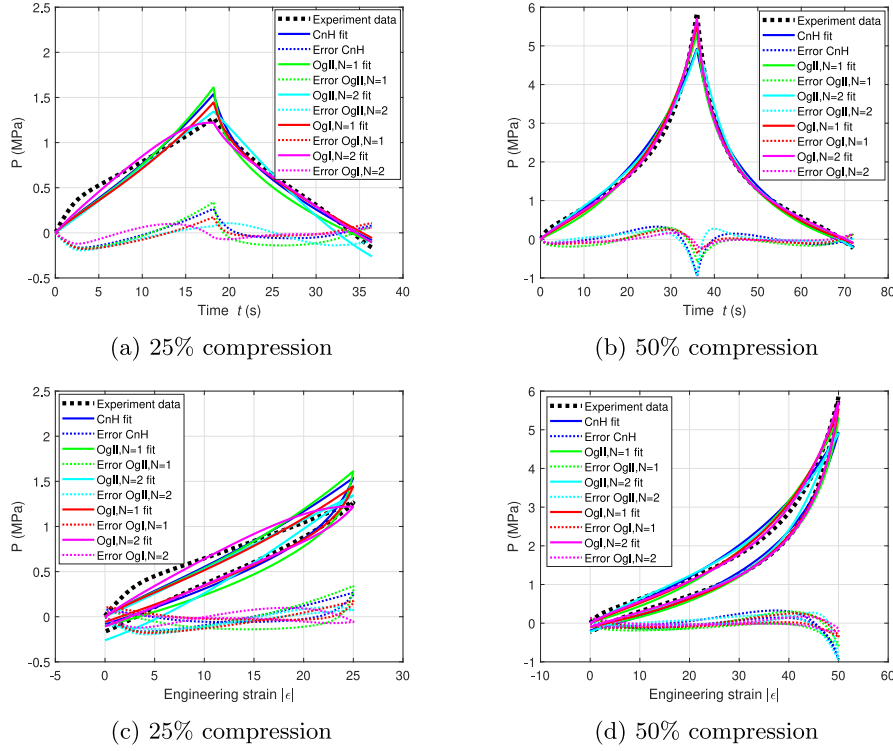 2.5
2
1.5
1
0.5
0
-0.5
P (MPa)
0 5 10 15 20 25 30 35 40
Time t (s)
Experiment data
CnH fit
Error CnH
OgII,N=1 fit
Error OgII,N=1
OgII,N=2 fit
Error OgII,N=2
OgI,N=1 fit
Error OgI,N=1
OgI,N=2 fit
Error OgI,N=2
(a) 25% compression
6
5
4
3
2
1
0
-1
P (MPa)
0 10 20 30 40 50 60 70 80
Time t (s)
Experiment data
CnH fit
Error CnH
OgII,N=1 fit
Error OgII,N=1
OgII,N=2 fit
Error OgII,N=2
OgI,N=1 fit
Error OgI,N=1
OgI,N=2 fit
Error OgI,N=2
(b) 50% compression
2.5
2
1.5
1
0.5
0
-0.5
P (MPa)
-5 0 5 10 15 20 25 30
Engineering strain |ϵ|
Experiment data
CnH fit
Error CnH
OgII,N=1 fit
Error OgII,N=1
OgII,N=2 fit
Error OgII,N=2
OgI,N=1 fit
Error OgI,N=1
OgI,N=2 fit
Error OgI,N=2
(c) 25% compression
6
5
4
3
2
1
0
-1
P (MPa)
-10 0 10 20 30 40 50 60
Engineering strain |ϵ|
Experiment data
CnH fit
Error CnH
OgII,N=1 fit
Error OgII,N=1
OgII,N=2 fit
Error OgII,N=2
OgI,N=1 fit
Error OgI,N=1
OgI,N=2 fit
Error OgI,N=2
(d) 50% compression